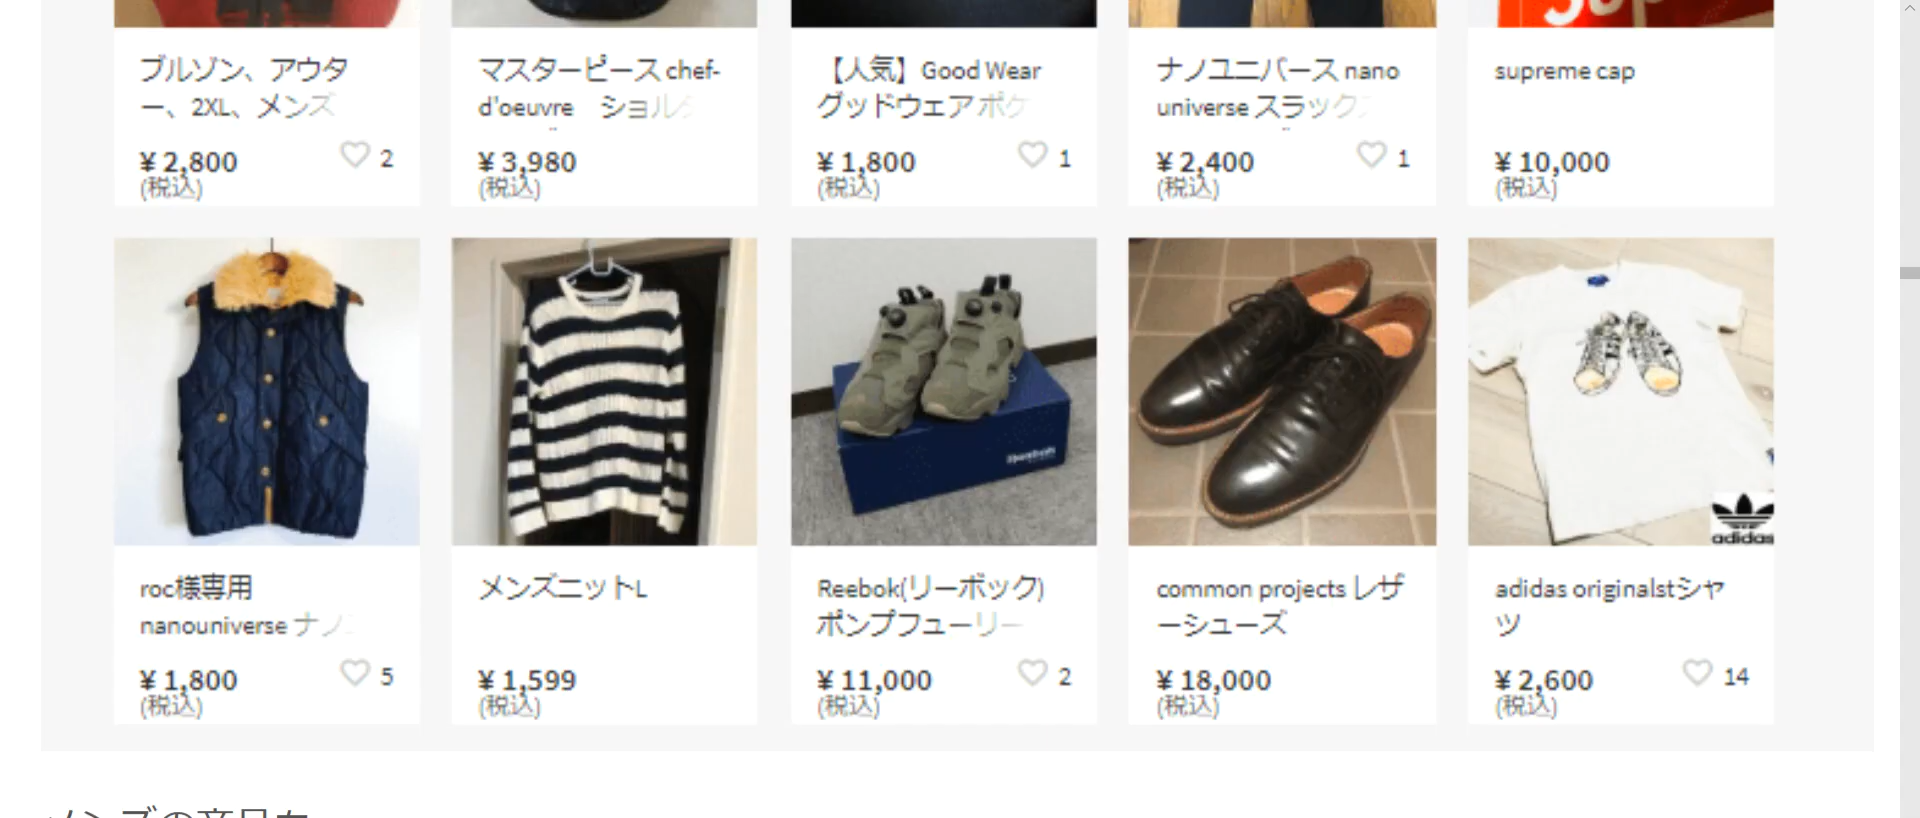 ブルゾン、アウタ
ー、2XL、メンズ
¥ 2,800
2
(税込)
マスターピース chef-
d'oeuvre ショル
¥ 3,980
(税込)
【人気】Good Wear
グッドウェア ポケ
¥ 1,800
1
(税込)
ナノユニバース nano
universe スラックス
¥ 2,400
1
(税込)
supreme cap
¥ 10,000
(税込)
Reebok
adidas
roc様専用
nanouniverse ナノ
¥ 1,800
5
(税込)
メンズニットL
¥ 1,599
(税込)
Reebok(リーボック)
ポンプフューリー
¥ 11,000
2
(税込)
common projects レザ
ーシューズ
¥ 18,000
(税込)
adidas originalstシャ
ツ
¥ 2,600
14
(税込)